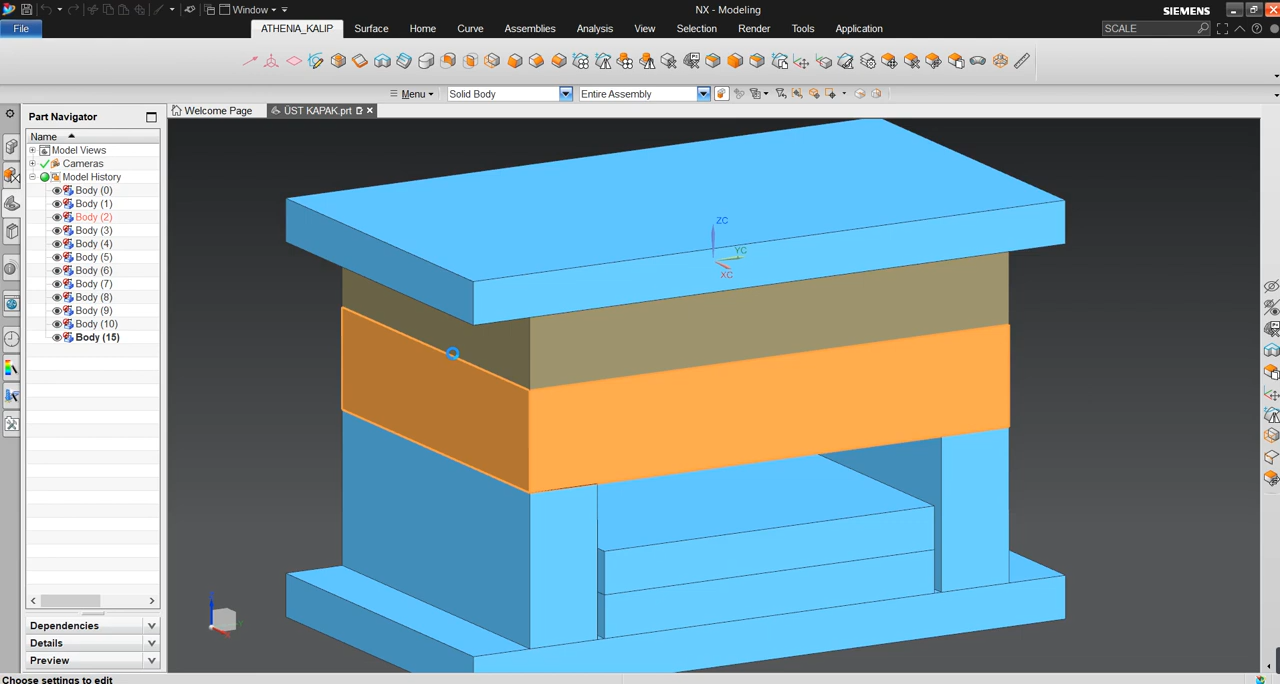 Window
NX - Modeling
SIEMENS
File
ATHENIA_KALIP
Surface
Home
Curve
Assemblies
Analysis
View
Selection
Render
Tools
Application
SCALE
Menu
Solid Body
Entire Assembly
Part Navigator
Welcome Page
ÜST KAPAK.prt
Name
Model Views
Cameras
Model History
Body (0)
Body (1)
Body (2)
Body (3)
Body (4)
Body (5)
Body (6)
Body (7)
Body (8)
Body (9)
Body (10)
Body (15)
ZC
YC
XC
Dependencies
Details
Preview
Choose settings to edit